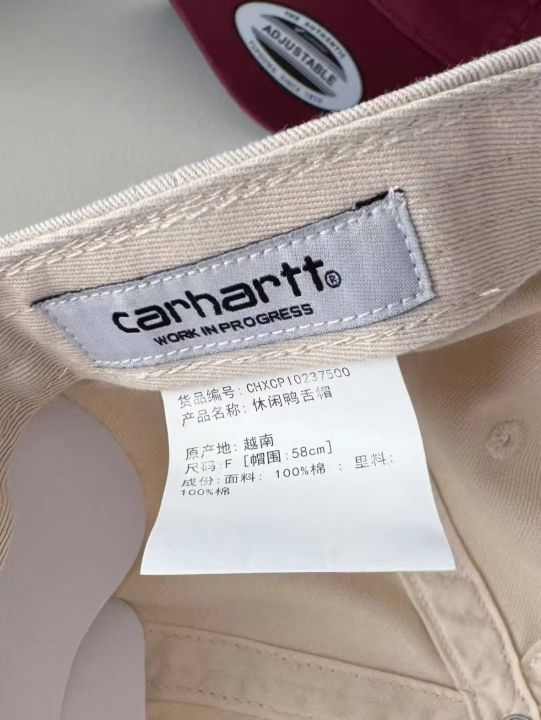 THE AUTHENTIC
ADJUSTABLE
carhartt®
WORK IN PROGRESS
货品编号: CHXCPI0237500
产品名称: 休闲鸭舌帽
原产地: 越南
尺码: F [帽围: 58cm]
成份: 面料: 100%棉 : 里料:
100%棉